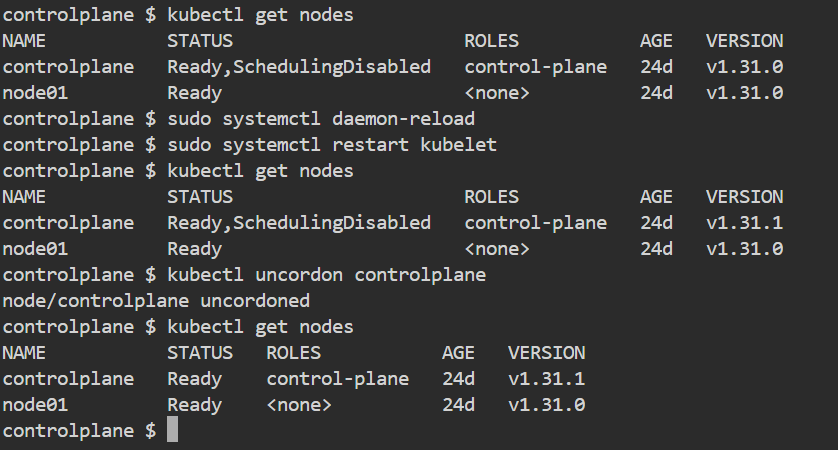 controlplane $ kubectl get nodes
NAME           STATUS                     ROLES           AGE   VERSION
controlplane   Ready,SchedulingDisabled   control-plane   24d   v1.31.0
node01         Ready                      <none>          24d   v1.31.0
controlplane $ sudo systemctl daemon-reload
controlplane $ sudo systemctl restart kubelet
controlplane $ kubectl get nodes
NAME           STATUS                     ROLES           AGE   VERSION
controlplane   Ready,SchedulingDisabled   control-plane   24d   v1.31.1
node01         Ready                      <none>          24d   v1.31.0
controlplane $ kubectl uncordon controlplane
node/controlplane uncordoned
controlplane $ kubectl get nodes
NAME           STATUS   ROLES           AGE   VERSION
controlplane   Ready    control-plane   24d   v1.31.1
node01         Ready    <none>          24d   v1.31.0
controlplane $